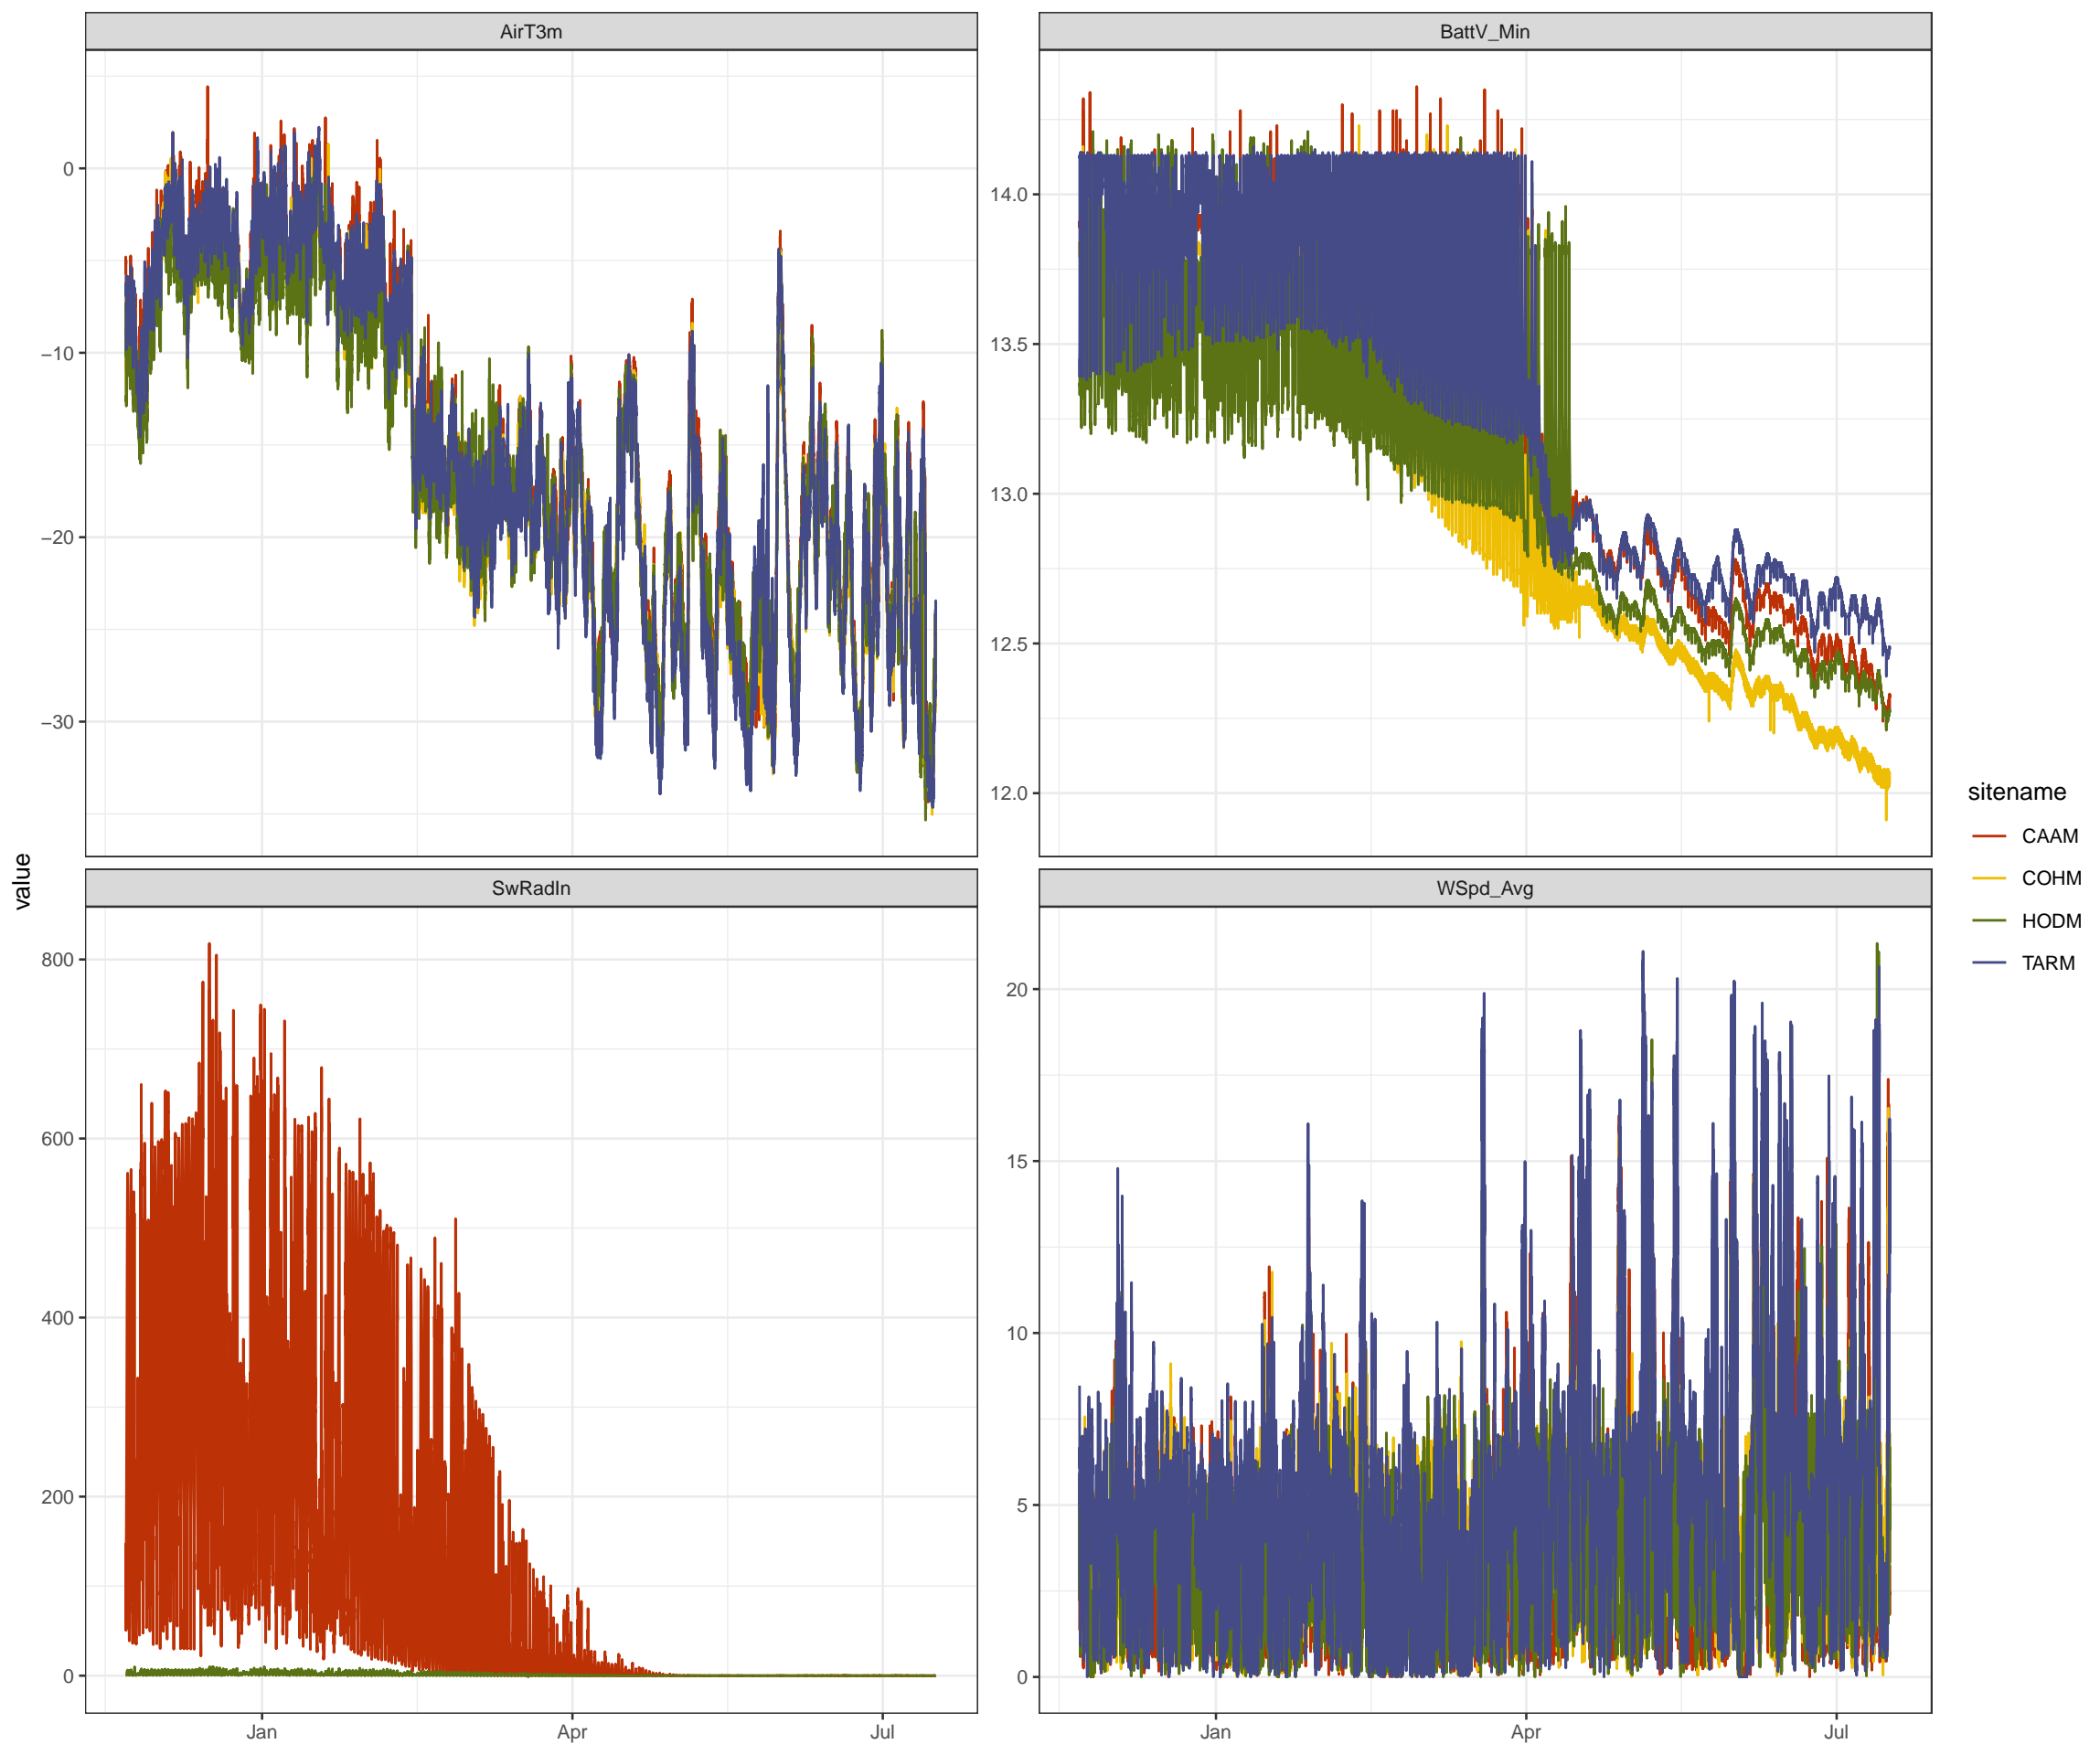 AirT3m
BattV_Min
0
−10
−20
−30
14.0
13.5
13.0
12.5
12.0
value
SwRadIn
WSpd_Avg
800
600
400
200
0
20
15
10
5
0
Jan
Apr
Jul
Jan
Apr
Jul
sitename
CAAM
COHM
HODM
TARM